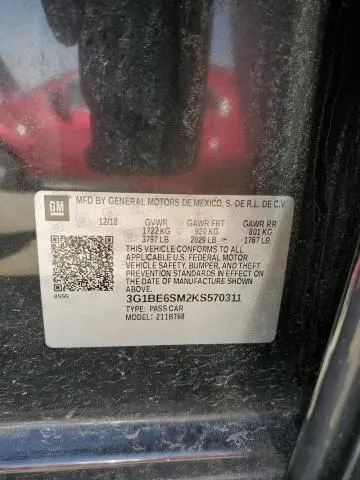 GM
MFD BY GENERAL MOTORS DE MEXICO, S. DE R.L. DE C.V.
12/18 GVWR GAWR FRT GAWR RR
1722 KG 920 KG 801 KG
3797 LB 2029 LB 1767 LB
THIS VEHICLE CONFORMS TO ALL
APPLICABLE U.S. FEDERAL MOTOR
VEHICLE SAFETY, BUMPER, AND THEFT
PREVENTION STANDARDS IN EFFECT ON
THE DATE OF MANUFACTURE SHOWN ABOVE.
3G1BE6SM2KS570311
TYPE: PASS CAR
MODEL: 211BT68